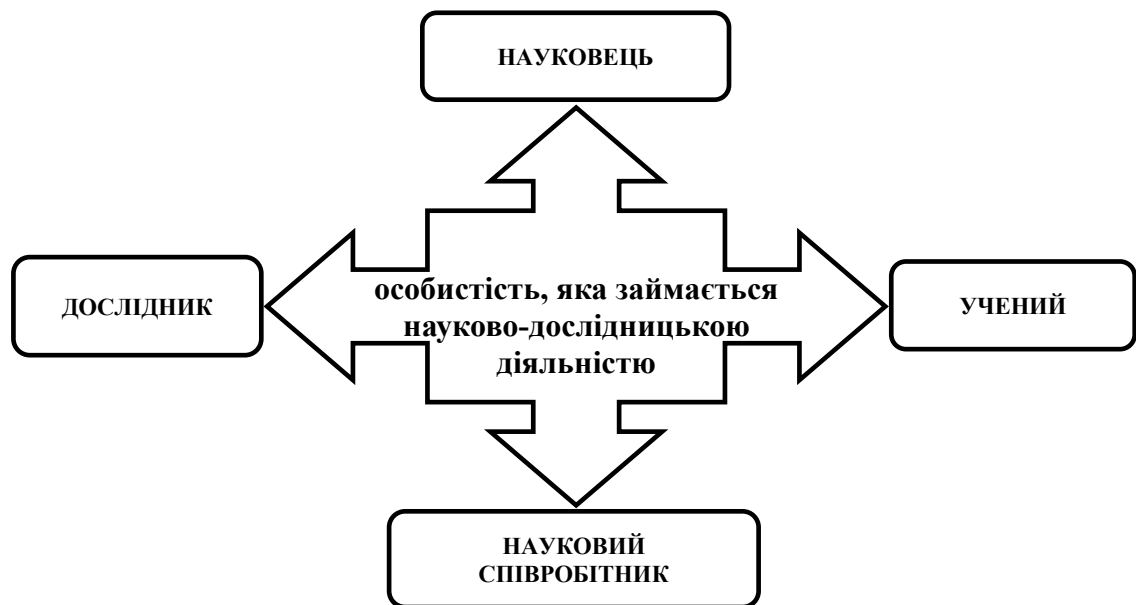 НАУКОВЕЦЬ
ДОСЛІДНИК
особистість, яка займається
науково-дослідницькою
діяльністю
УЧЕНИЙ
НАУКОВИЙ
СПІВРОБІТНИК